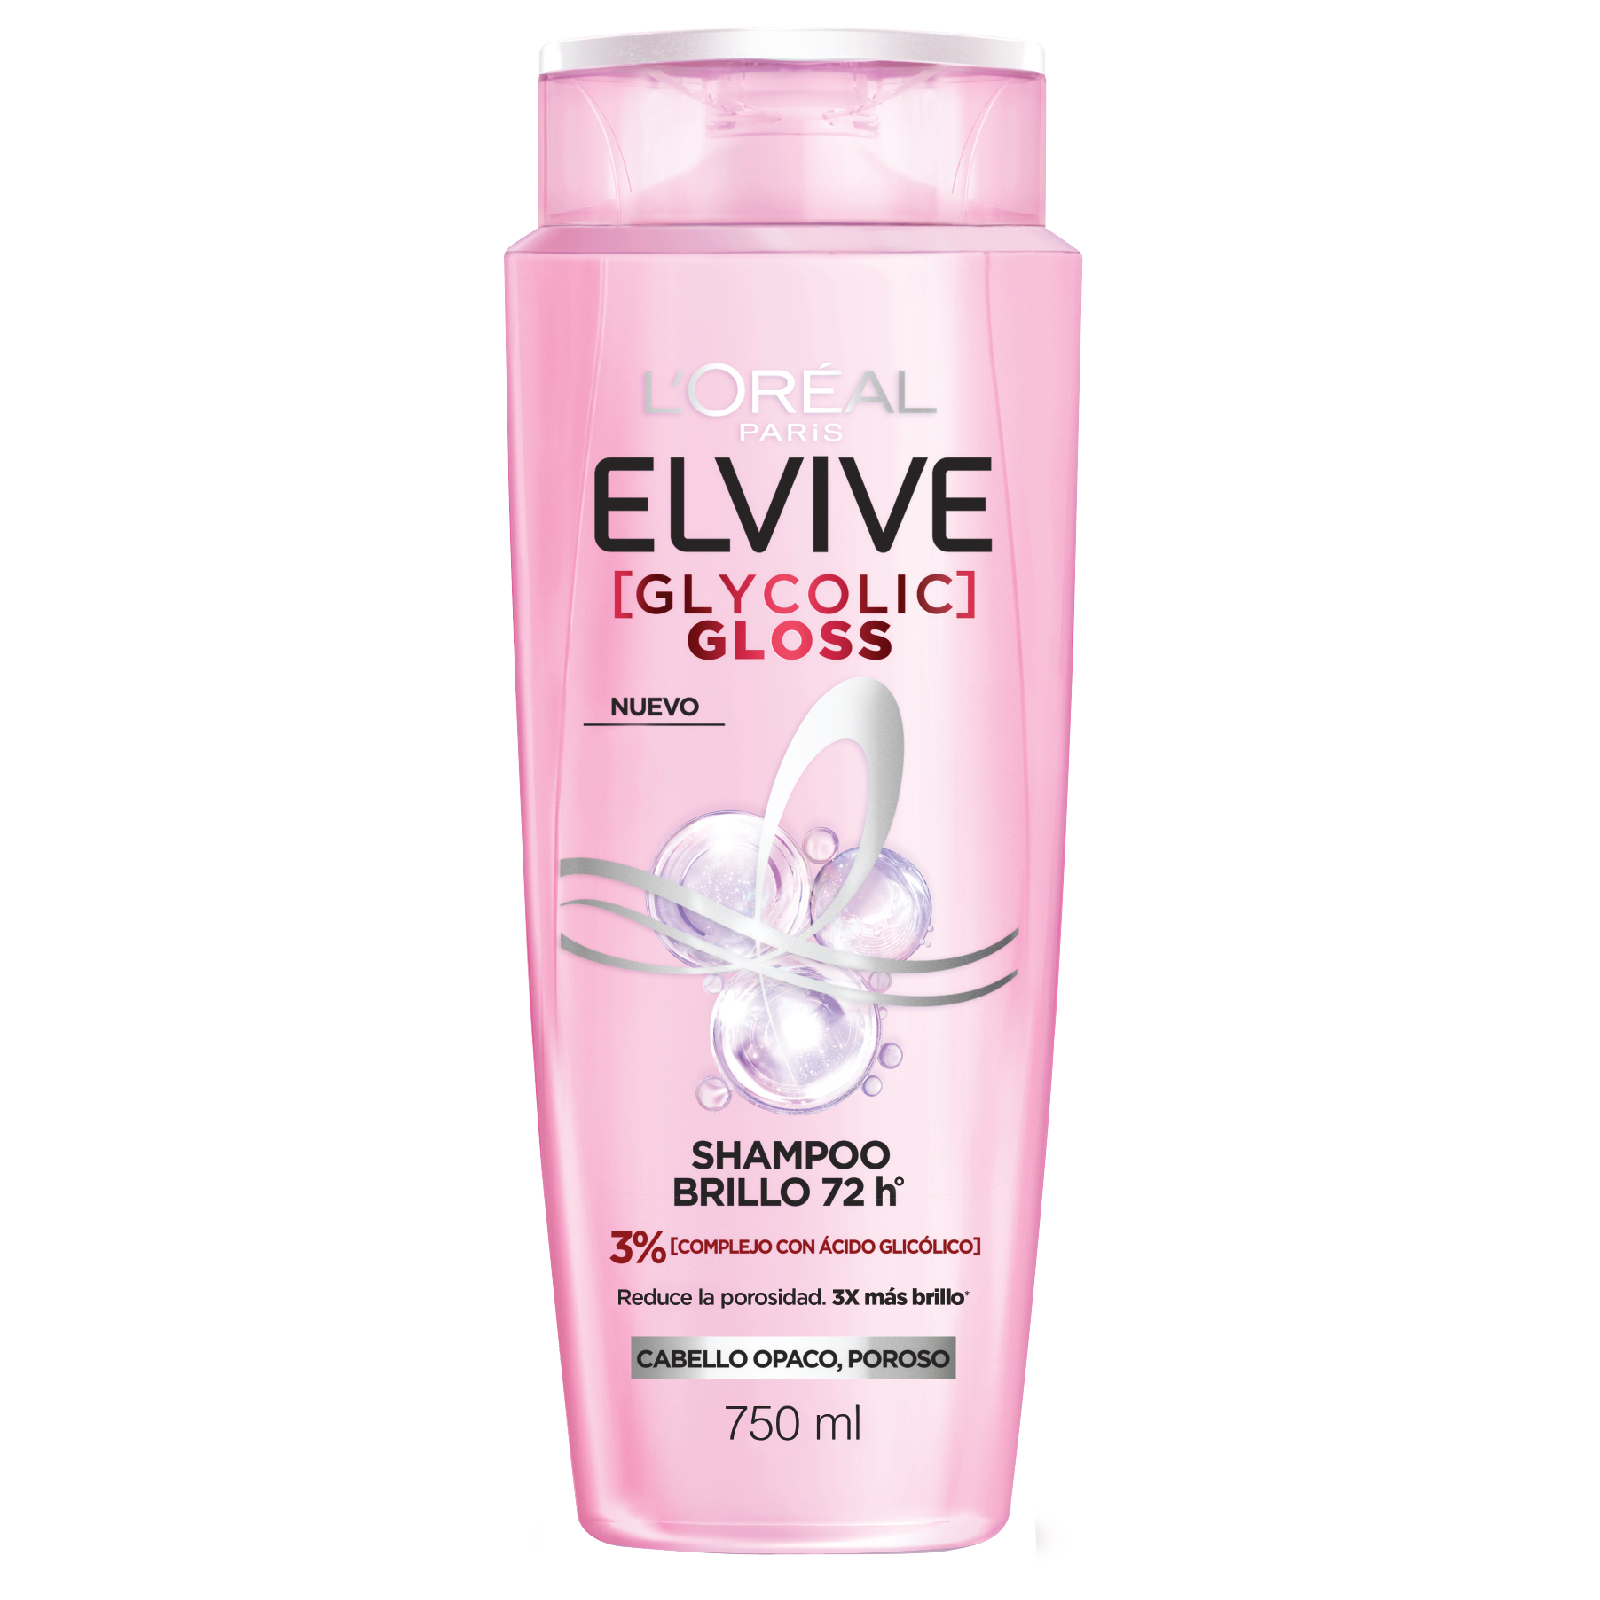 L'ORÉAL
PARiS
ELVIVE
[GLYCOLIC]
GLOSS
NUEVO
SHAMPOO
BRILLO 72 h°
3% [COMPLEJO CON ÁCIDO GLICÓLICO]
Reduce la porosidad. 3X más brillo*
CABELLO OPACO, POROSO
750 ml